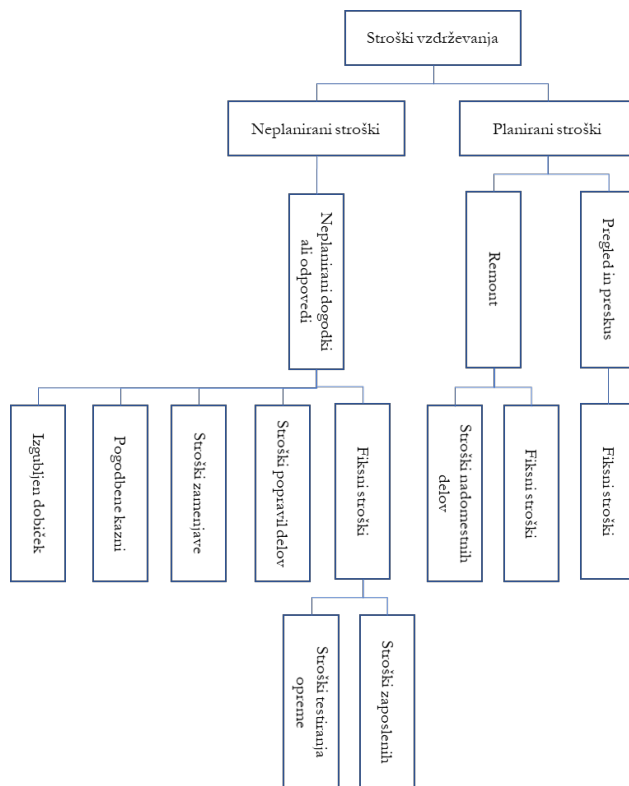 Stroški vzdrževanja
Neplanirani stroški
Planirani stroški
Neplanirani dogodki
ali odpovedi
Remont
Pregled in preskus
Izgubljen dobiček
Pogodbene kazni
Stroški zamenjave
Stroški popravil delov
Fiksni stroški
Stroški nadomestnih
delov
Fiksni stroški
Fiksni stroški
Stroški testiranja
opreme
Stroški zaposlenih